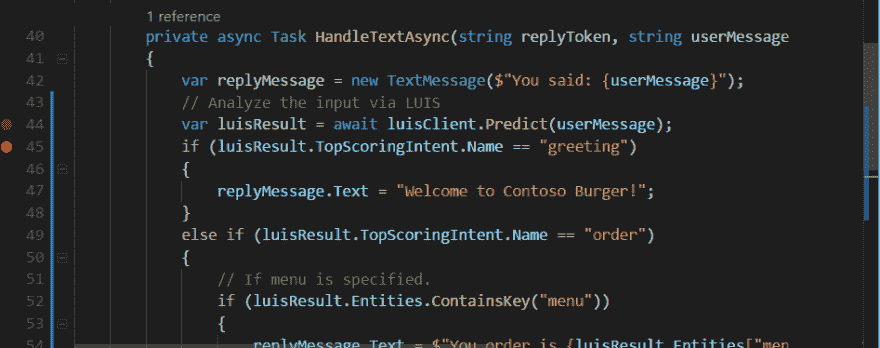 1 reference
40 private async Task HandleTextAsync(string replyToken, string userMessage
41 {
42 var replyMessage = new TextMessage($"You said: {userMessage}");
43 // Analyze the input via LUIS
44 var luisResult = await luisClient.Predict(userMessage);
45 if (luisResult.TopScoringIntent.Name == "greeting")
46 {
47 replyMessage.Text = "Welcome to Contoso Burger!";
48 }
49 else if (luisResult.TopScoringIntent.Name == "order")
50 {
51 // If menu is specified.
52 if (luisResult.Entities.ContainsKey("menu"))
53 {
54 replyMessage.Text = $"You order is {luisResult.Entities["men